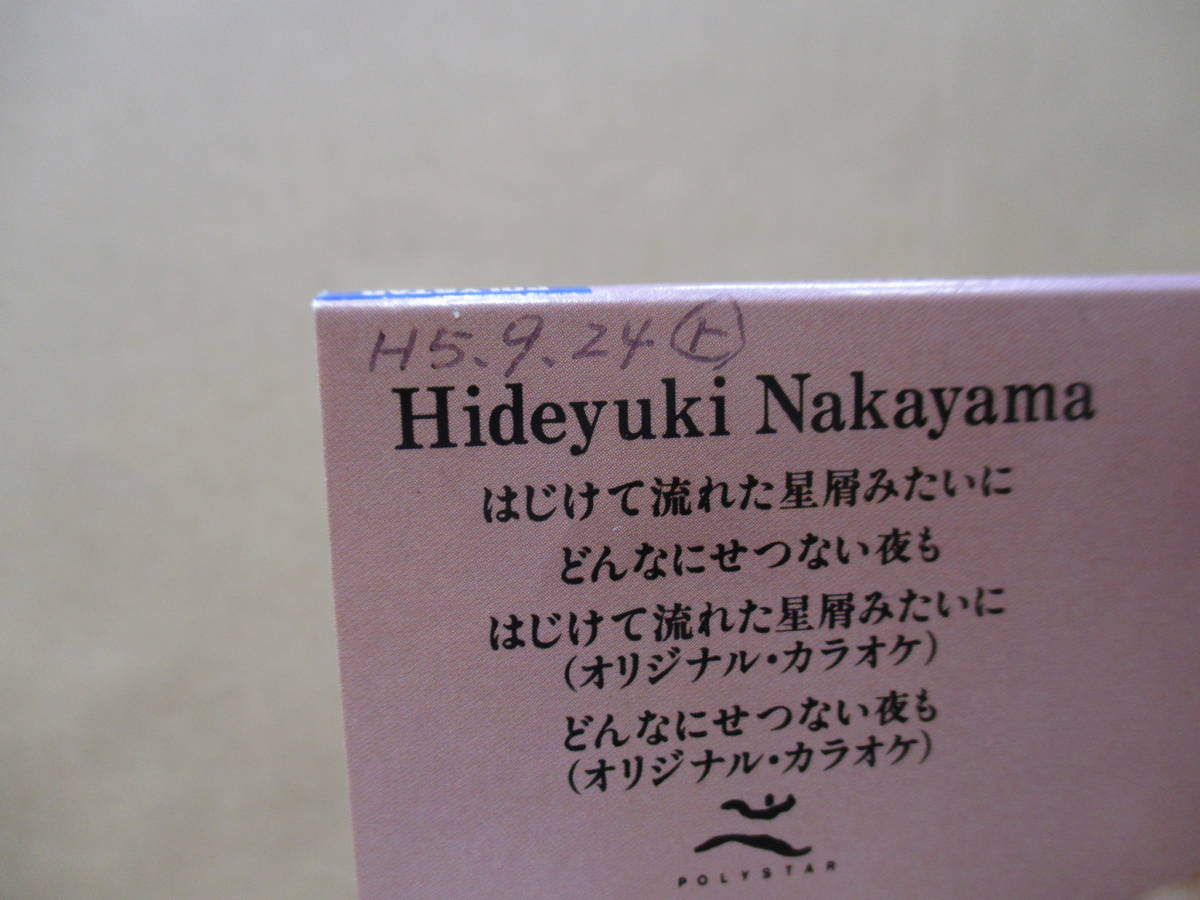 H5.9.24 ㋣
Hideyuki Nakayama
はじけて流れた星屑みたいに
どんなにせつない夜も
はじけて流れた星屑みたいに
(オリジナル・カラオケ)
どんなにせつない夜も
(オリジナル・カラオケ)
POLYSTAR